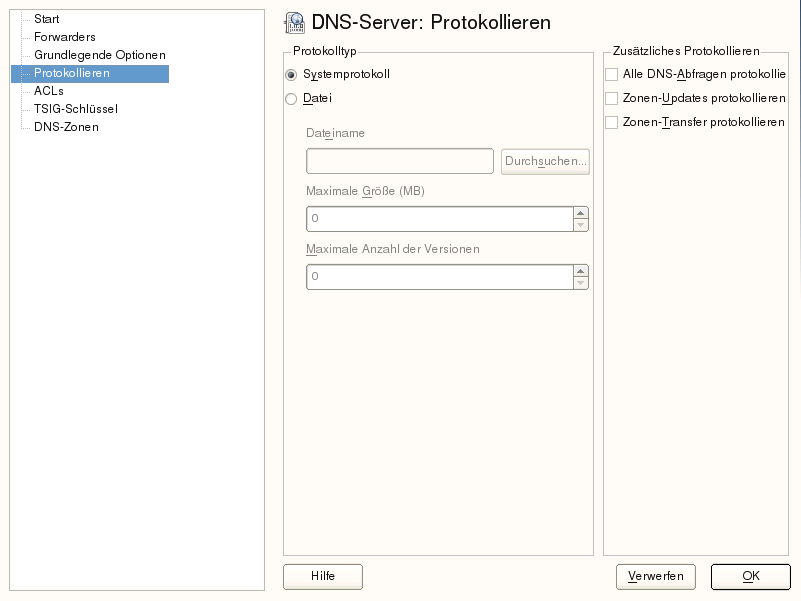 Start
Forwarders
Grundlegende Optionen
Protokollieren
ACLs
TSIG-Schlüssel
DNS-Zonen
DNS-Server: Protokollieren
Protokolltyp
Systemprotokoll
Datei
Dateiname
Durchsuchen...
Maximale Größe (MB)
0
Maximale Anzahl der Versionen
0
Zusätzliches Protokollieren
Alle DNS-Abfragen protokollie
Zonen-Updates protokollieren
Zonen-Transfer protokollieren
Hilfe
Verwerfen
OK